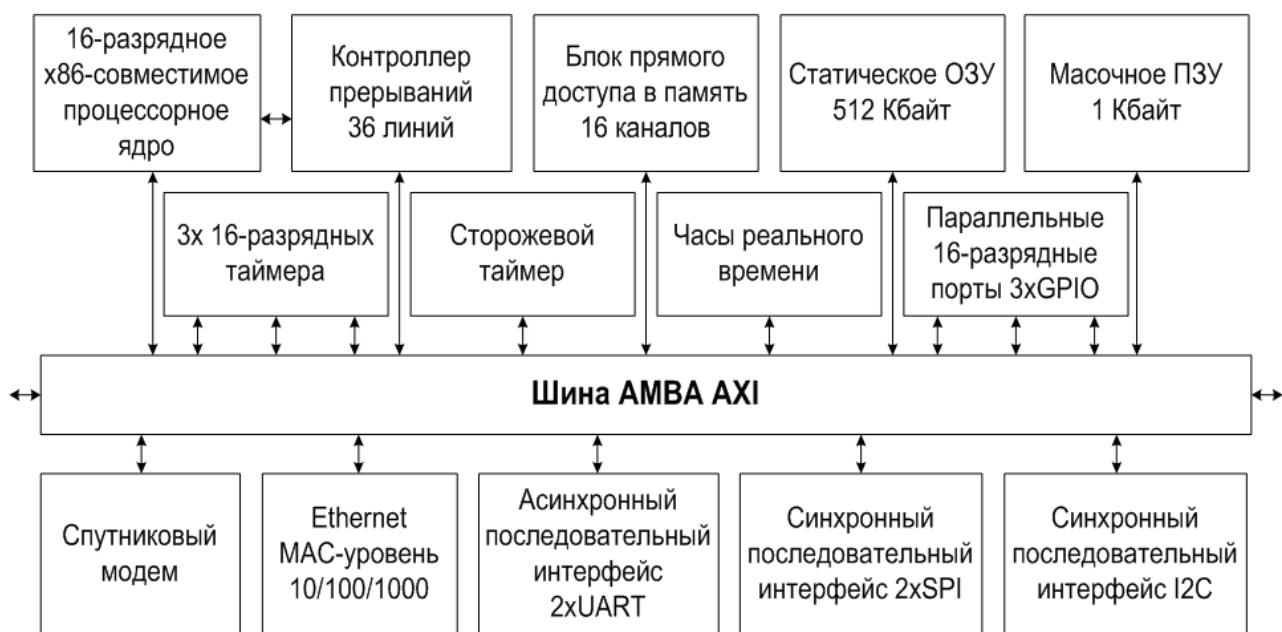 16-разрядное
x86-совместимое
процессорное
ядро
Контроллер
прерываний
36 линий
Блок прямого
доступа в память
16 каналов
Статическое ОЗУ
512 Кбайт
Масочное ПЗУ
1 Кбайт
3х 16-разрядных
таймера
Сторожевой
таймер
Часы реального
времени
Параллельные
16-разрядные
порты 3xGPIO
Шина AMBA AXI
Спутниковый
модем
Ethernet
MAC-уровень
10/100/1000
Асинхронный
последовательный
интерфейс
2xUART
Синхронный
последовательный
интерфейс 2xSPI
Синхронный
последовательный
интерфейс I2C